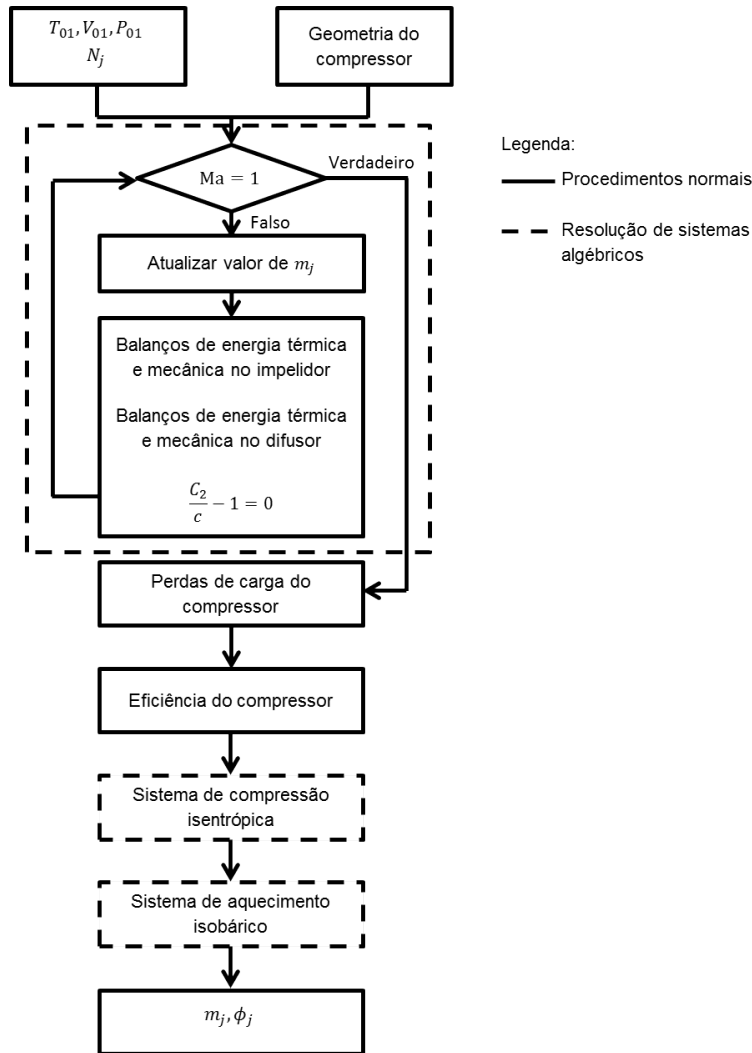 T₀₁, V₀₁, P₀₁
Nⱼ
Geometria do
compressor
Ma = 1
Verdadeiro
Falso
Atualizar valor de mⱼ
Balanços de energia térmica
e mecânica no impelidor
Balanços de energia térmica
e mecânica no difusor
C₂/c − 1 = 0
Perdas de carga do
compressor
Eficiência do compressor
Sistema de compressão
isentrópica
Sistema de aquecimento
isobárico
mⱼ, ϕⱼ
Legenda:
Procedimentos normais
Resolução de sistemas
algébricos